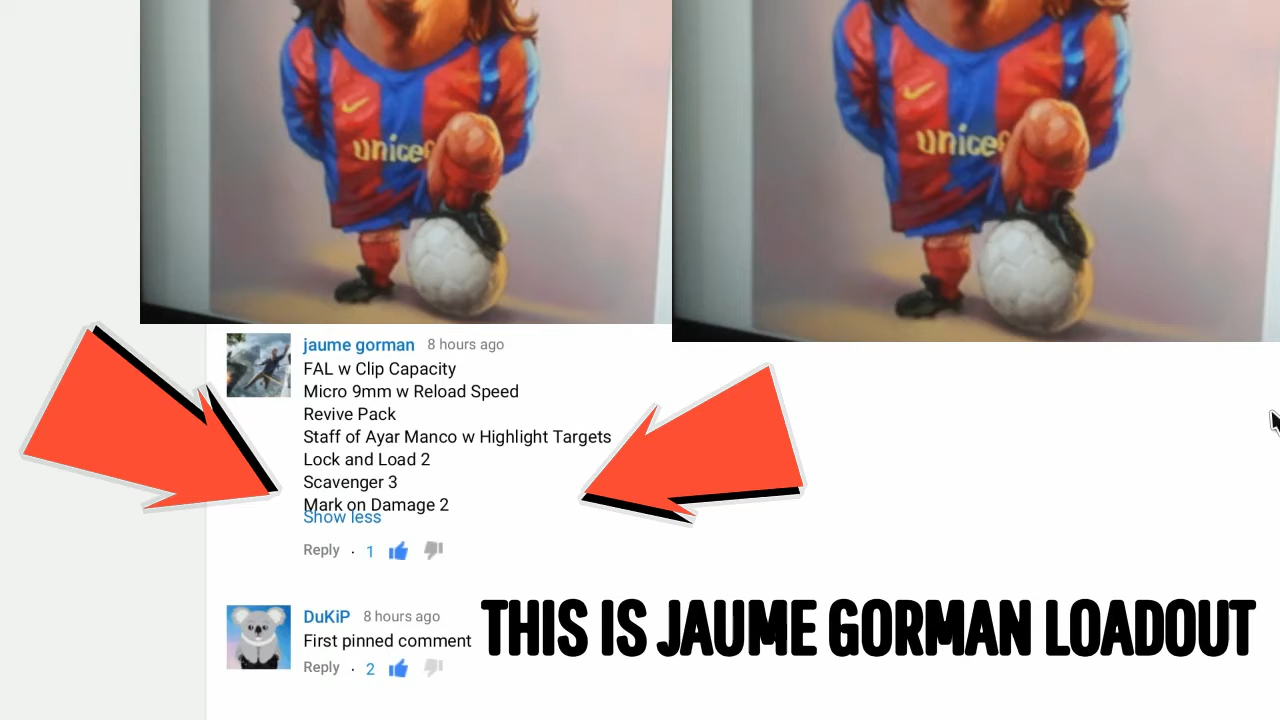 unicef
unicef
jaume gorman 8 hours ago
FAL w Clip Capacity
Micro 9mm w Reload Speed
Revive Pack
Staff of Ayar Manco w Highlight Targets
Lock and Load 2
Scavenger 3
Mark on Damage 2
Show less
Reply · 1
DuKiP 8 hours ago
First pinned comment
Reply · 2
THIS IS JAUME GORMAN LOADOUT